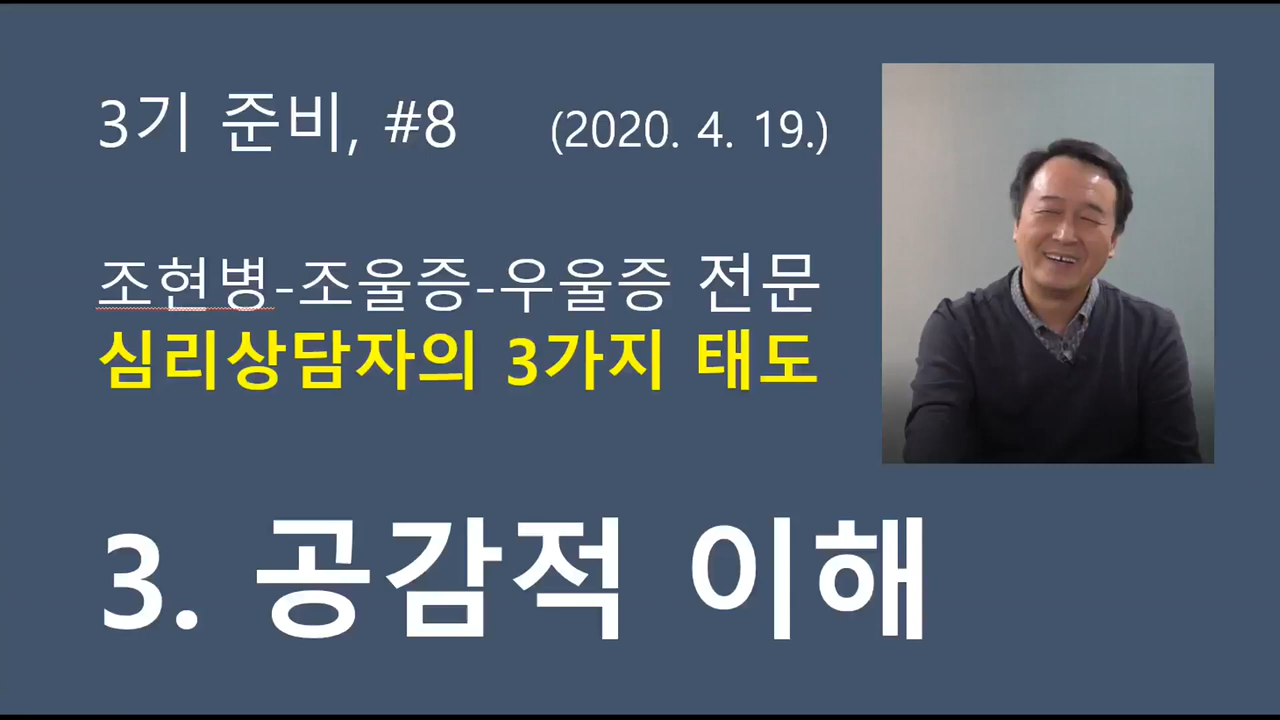 3기 준비, #8 (2020. 4. 19.)
조현병-조울증-우울증 전문
심리상담자의 3가지 태도
3. 공감적 이해